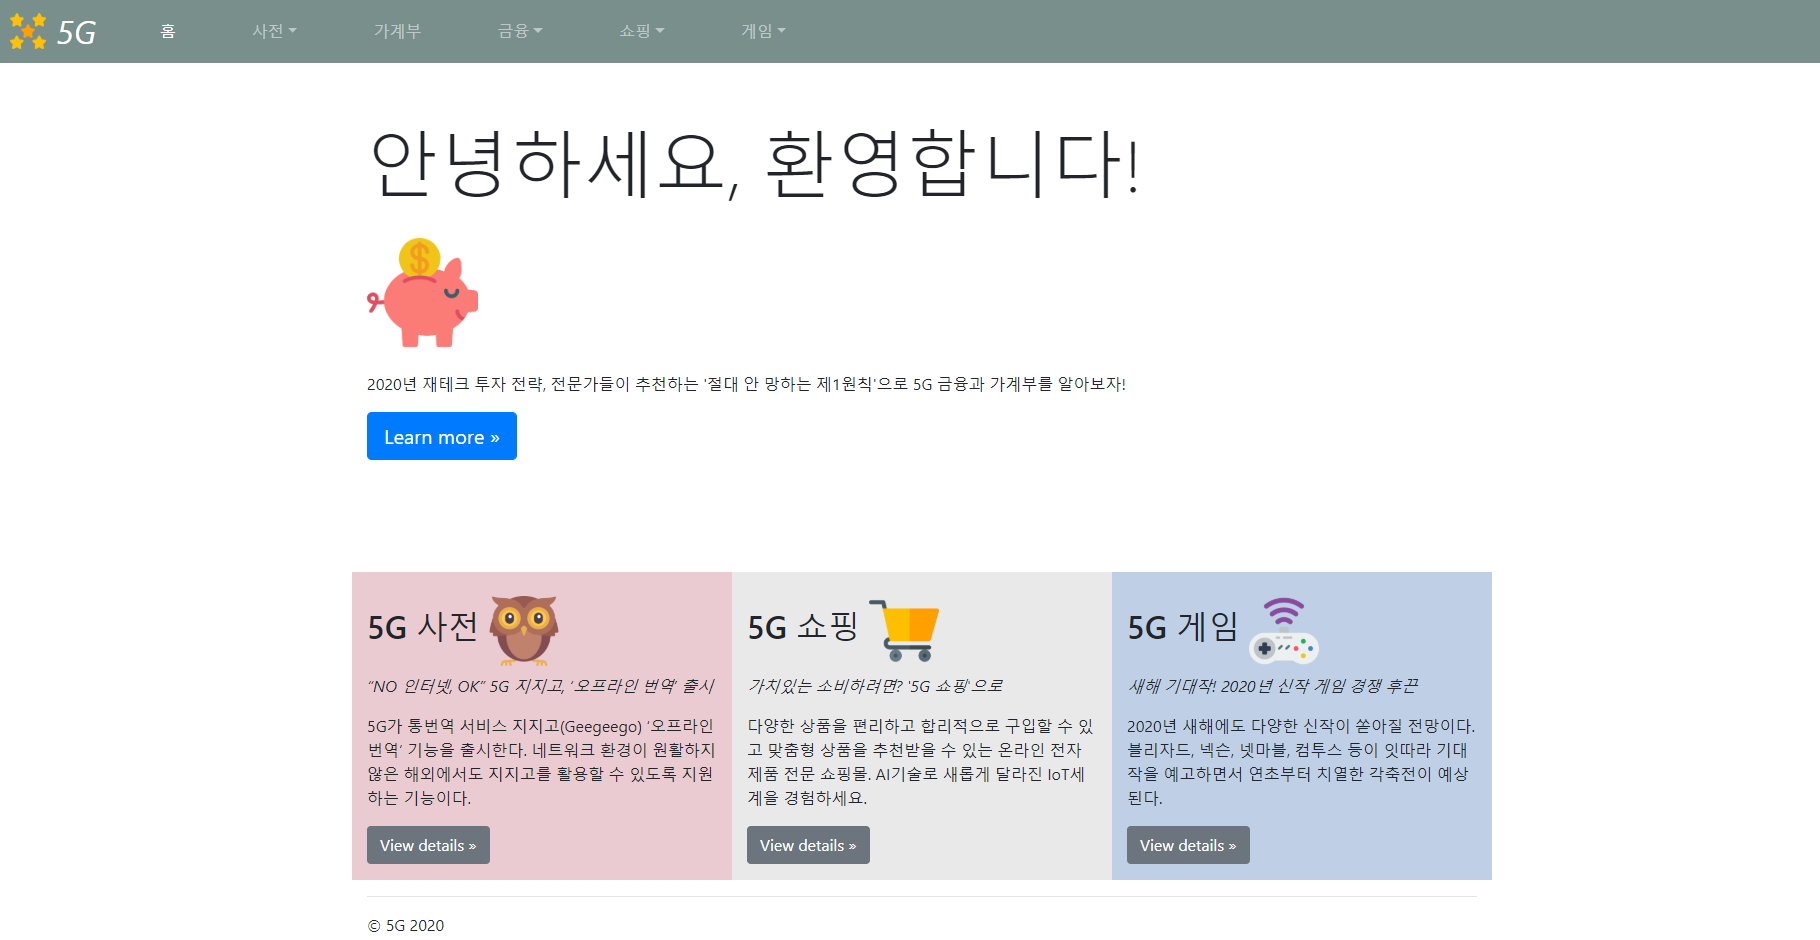 5G 홈 사전 가계부 금융 쇼핑 게임
안녕하세요, 환영합니다!
$
2020년 재테크 투자 전략, 전문가들이 추천하는 '절대 안 망하는 제1원칙'으로 5G 금융과 가계부를 알아보자!
Learn more »
5G 사전
“NO 인터넷, OK” 5G 지지고, ‘오프라인 번역’ 출시
5G가 통번역 서비스 지지고(Geegeego) ‘오프라인
번역’ 기능을 출시한다. 네트워크 환경이 원활하지
않은 해외에서도 지지고를 활용할 수 있도록 지원
하는 기능이다.
View details »
5G 쇼핑
가치있는 소비하려면? '5G 쇼핑'으로
다양한 상품을 편리하고 합리적으로 구입할 수 있
고 맞춤형 상품을 추천받을 수 있는 온라인 전자
제품 전문 쇼핑몰. AI기술로 새롭게 달라진 IoT세
계을 경험하세요.
View details »
5G 게임
새해 기대작! 2020년 신작 게임 경쟁 후끈
2020년 새해에도 다양한 신작이 쏟아질 전망이다.
블리자드, 넥슨, 넷마블, 컴투스 등이 잇따라 기대
작을 예고하면서 연초부터 치열한 각축전이 예상
된다.
View details »
© 5G 2020